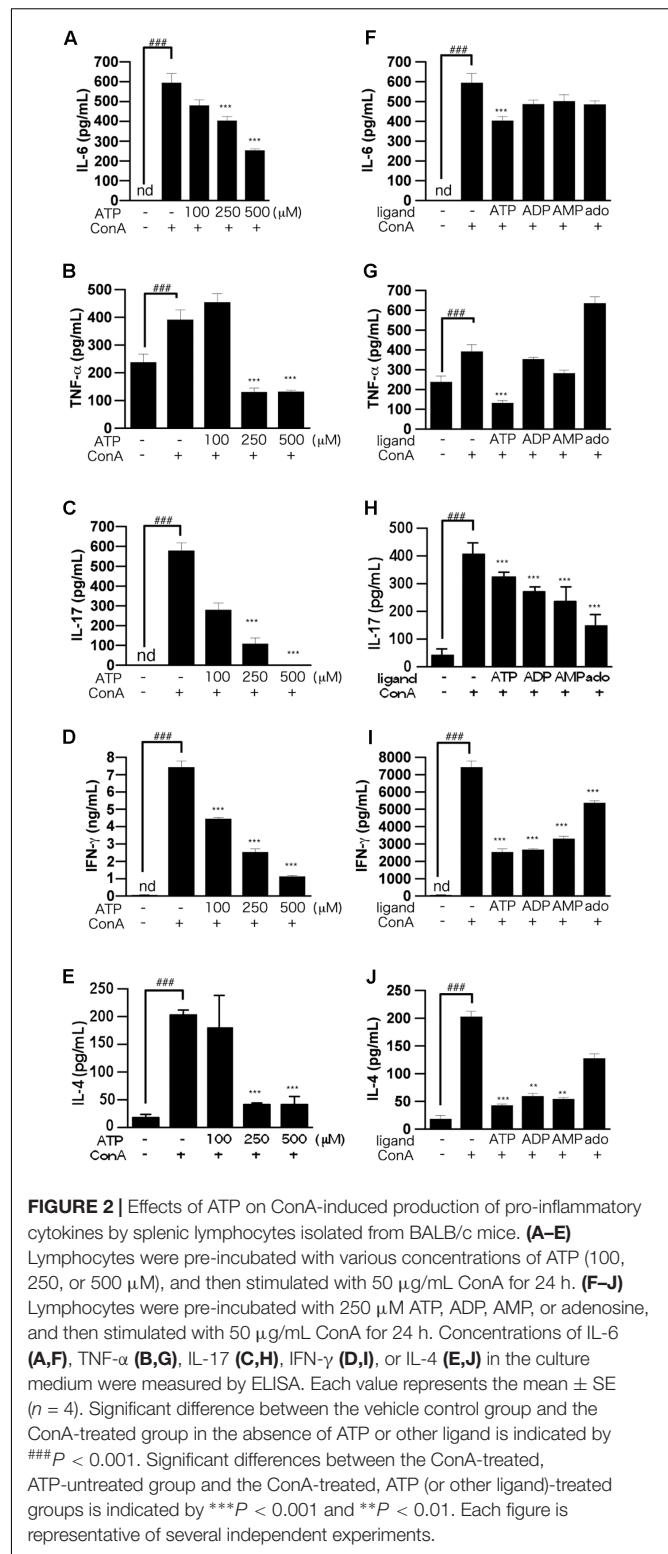 A
###
700
600
500
400
300
200
100
0
IL-6 (pg/mL)
nd
***
***
ATP - - 100 250 500 (μM)
ConA - + + + +
F
###
700
600
500
400
300
200
100
0
IL-6 (pg/mL)
nd
***
ligand - - ATP ADP AMP ado
ConA - + + + + +
B
###
500
400
300
200
100
0
TNF-α (pg/mL)
***
***
ATP - - 100 250 500 (μM)
ConA - + + + +
G
###
700
600
500
400
300
200
100
0
TNF-α (pg/mL)
***
ligand - - ATP ADP AMP ado
ConA - + + + + +
C
###
700
600
500
400
300
200
100
0
IL-17 (pg/mL)
nd
***
***
ATP - - 100 250 500 (μM)
ConA - + + + +
H
###
500
400
300
200
100
0
IL-17 (pg/mL)
***
***
***
***
ligand - - ATP ADP AMP ado
ConA - + + + + +
D
###
8
7
6
5
4
3
2
1
0
IFN-γ (ng/mL)
nd
***
***
***
ATP - - 100 250 500 (μM)
ConA - + + + +
I
###
8000
7000
6000
5000
4000
3000
2000
1000
0
IFN-γ (pg/mL)
nd
***
***
***
***
ligand - - ATP ADP AMP ado
ConA - + + + + +
E
###
250
200
150
100
50
0
IL-4 (pg/mL)
***
***
ATP - - 100 250 500 (μM)
ConA - + + + +
J
###
250
200
150
100
50
0
IL-4 (pg/mL)
***
**
**
ligand - - ATP ADP AMP ado
ConA - + + + + +
FIGURE 2 | Effects of ATP on ConA-induced production of pro-inflammatory
cytokines by splenic lymphocytes isolated from BALB/c mice. (A–E)
Lymphocytes were pre-incubated with various concentrations of ATP (100,
250, or 500 μM), and then stimulated with 50 μg/mL ConA for 24 h. (F–J)
Lymphocytes were pre-incubated with 250 μM ATP, ADP, AMP, or adenosine,
and then stimulated with 50 μg/mL ConA for 24 h. Concentrations of IL-6
(A,F), TNF-α (B,G), IL-17 (C,H), IFN-γ (D,I), or IL-4 (E,J) in the culture
medium were measured by ELISA. Each value represents the mean ± SE
(n = 4). Significant difference between the vehicle control group and the
ConA-treated group in the absence of ATP or other ligand is indicated by
###P < 0.001. Significant differences between the ConA-treated,
ATP-untreated group and the ConA-treated, ATP (or other ligand)-treated
groups is indicated by ***P < 0.001 and **P < 0.01. Each figure is
representative of several independent experiments.